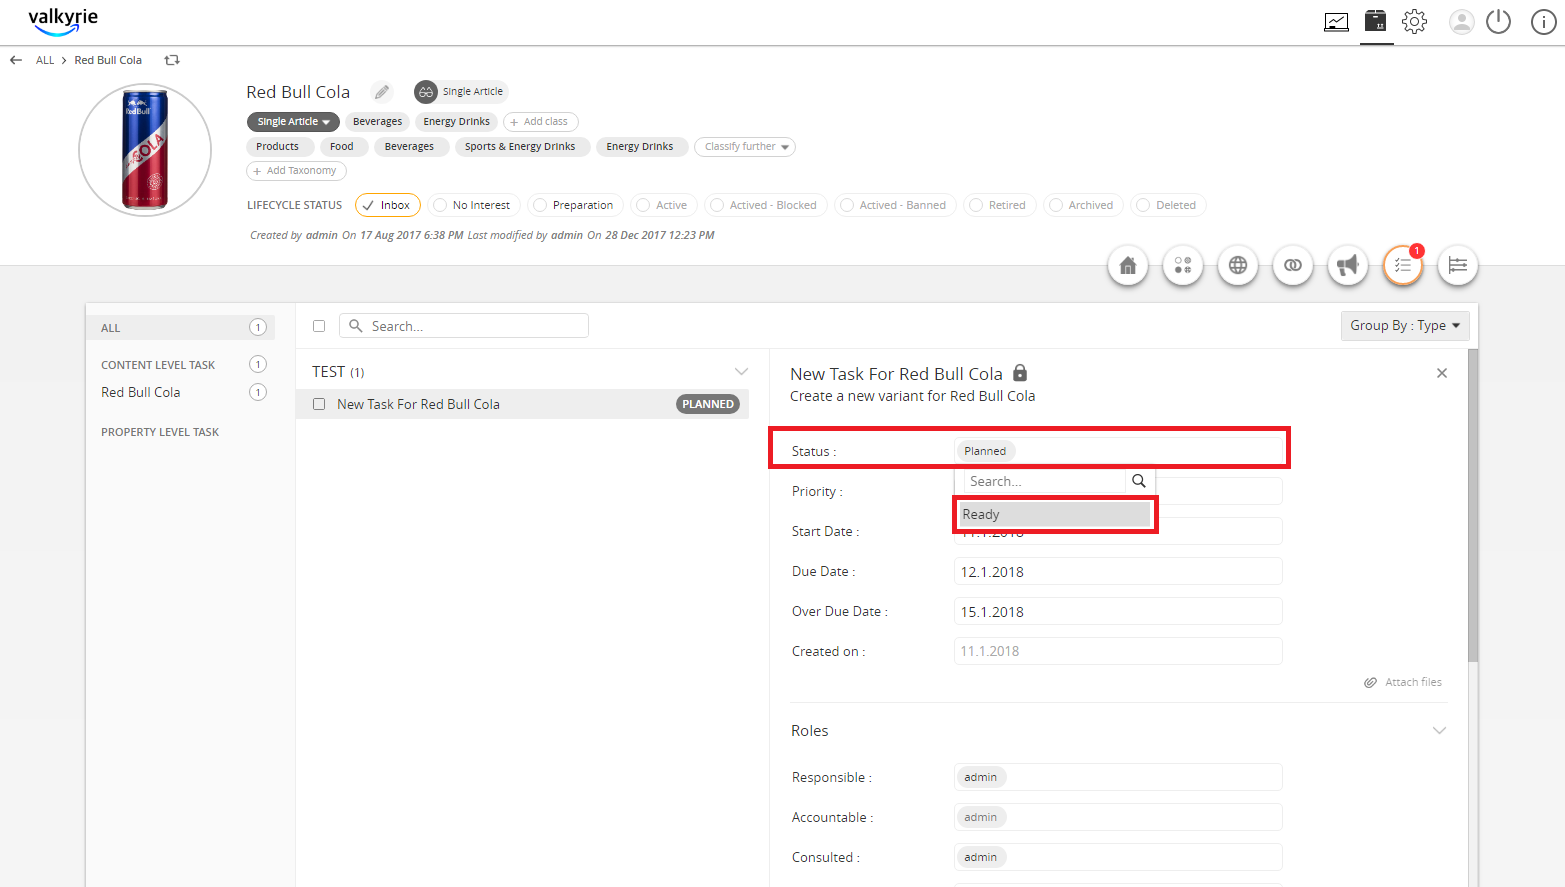 valkyrie
ALL > Red Bull Cola
Red Bull Cola
Single Article
Single Article
Beverages
Energy Drinks
+ Add class
Products
Food
Beverages
Sports & Energy Drinks
Energy Drinks
Classify further
+ Add Taxonomy
LIFECYCLE STATUS
Inbox
No Interest
Preparation
Active
Actived - Blocked
Actived - Banned
Retired
Archived
Deleted
Created by admin On 17 Aug 2017 6:38 PM Last modified by admin On 28 Dec 2017 12:23 PM
RedBull
COLA
1
ALL
1
CONTENT LEVEL TASK
1
Red Bull Cola
1
PROPERTY LEVEL TASK
Search...
Group By : Type
TEST (1)
New Task For Red Bull Cola
PLANNED
New Task For Red Bull Cola
Create a new variant for Red Bull Cola
Status :
Planned
Search...
Ready
Priority :
Start Date :
11.1.2018
Due Date :
12.1.2018
Over Due Date :
15.1.2018
Created on :
11.1.2018
Attach files
Roles
Responsible :
admin
Accountable :
admin
Consulted :
admin